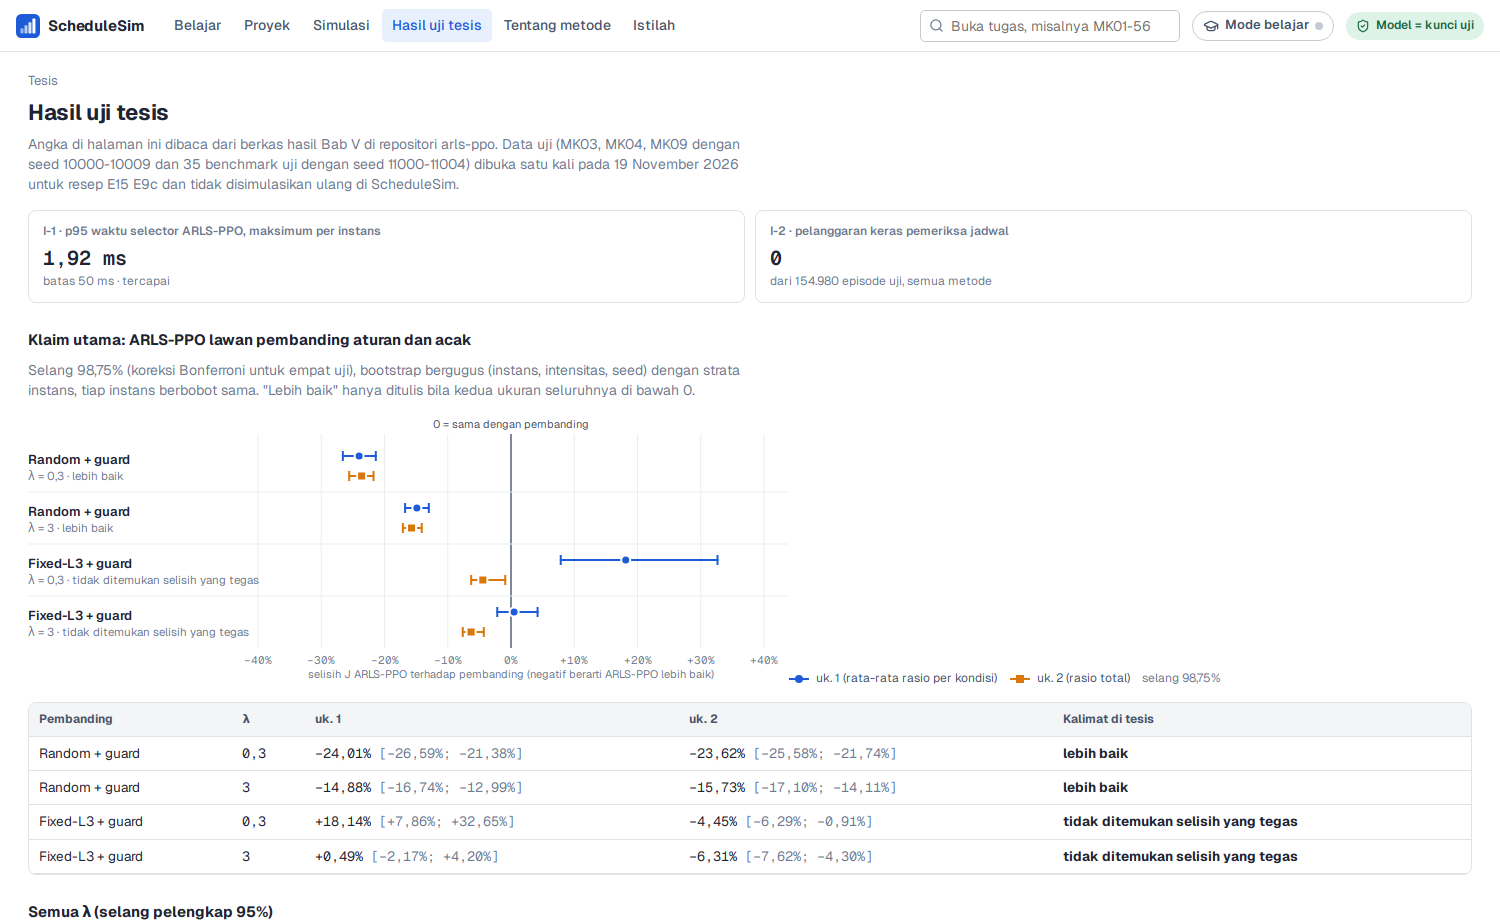 ScheduleSim
Belajar
Proyek
Simulasi
Hasil uji tesis
Tentang metode
Istilah
Buka tugas, misalnya MK01-56
Mode belajar
Model = kunci uji
Tesis
Hasil uji tesis
Angka di halaman ini dibaca dari berkas hasil Bab V di repositori arls-ppo. Data uji (MK03, MK04, MK09 dengan
seed 10000-10009 dan 35 benchmark uji dengan seed 11000-11004) dibuka satu kali pada 19 November 2026
untuk resep E15 E9c dan tidak disimulasikan ulang di ScheduleSim.
I-1 · p95 waktu selector ARLS-PPO, maksimum per instans
1,92 ms
batas 50 ms · tercapai
I-2 · pelanggaran keras pemeriksa jadwal
0
dari 154.980 episode uji, semua metode
Klaim utama: ARLS-PPO lawan pembanding aturan dan acak
Selang 98,75% (koreksi Bonferroni untuk empat uji), bootstrap bergugus (instans, intensitas, seed) dengan strata
instans, tiap instans berbobot sama. "Lebih baik" hanya ditulis bila kedua ukuran seluruhnya di bawah 0.
0 = sama dengan pembanding
Random + guard
λ = 0,3 · lebih baik
Random + guard
λ = 3 · lebih baik
Fixed-L3 + guard
λ = 0,3 · tidak ditemukan selisih yang tegas
Fixed-L3 + guard
λ = 3 · tidak ditemukan selisih yang tegas
−40% −30% −20% −10% 0% +10% +20% +30% +40%
selisih J ARLS-PPO terhadap pembanding (negatif berarti ARLS-PPO lebih baik)
uk. 1 (rata-rata rasio per kondisi) uk. 2 (rasio total) selang 98,75%
Pembanding λ uk. 1 uk. 2 Kalimat di tesis
Random + guard 0,3 −24,01% [−26,59%; −21,38%] −23,62% [−25,58%; −21,74%] lebih baik
Random + guard 3 −14,88% [−16,74%; −12,99%] −15,73% [−17,10%; −14,11%] lebih baik
Fixed-L3 + guard 0,3 +18,14% [+7,86%; +32,65%] −4,45% [−6,29%; −0,91%] tidak ditemukan selisih yang tegas
Fixed-L3 + guard 3 +0,49% [−2,17%; +4,20%] −6,31% [−7,62%; −4,30%] tidak ditemukan selisih yang tegas
Semua λ (selang pelengkap 95%)